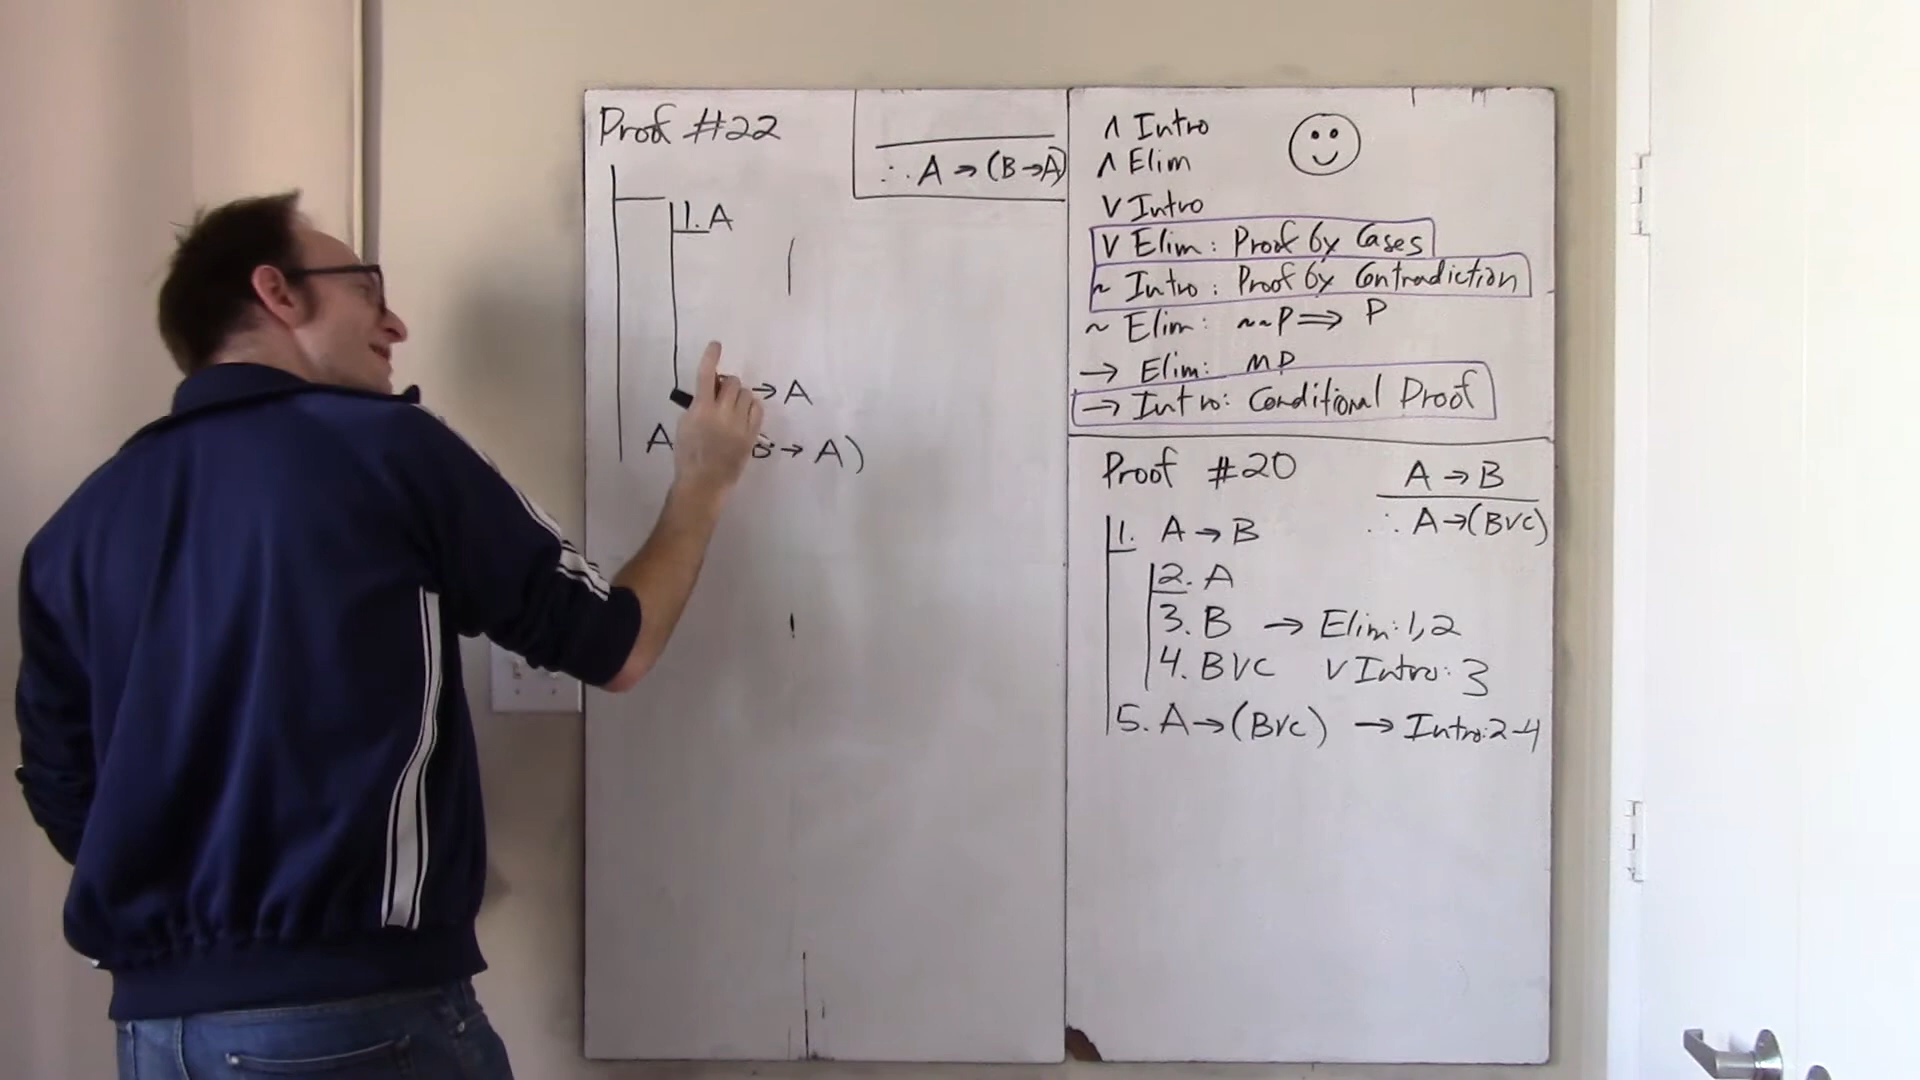 Proof #22
∴ A → (B → A)
1. A
→ A
A B → A)
∧ Intro
∧ Elim
∨ Intro
∨ Elim: Proof by Cases
~ Intro: Proof by Contradiction
~ Elim: ~~P ⟹ P
→ Elim: MP
→ Intro: Conditional Proof
Proof #20
A → B
∴ A → (B∨C)
1. A → B
2. A
3. B → Elim: 1,2
4. B∨C ∨ Intro: 3
5. A → (B∨C) → Intro: 2-4